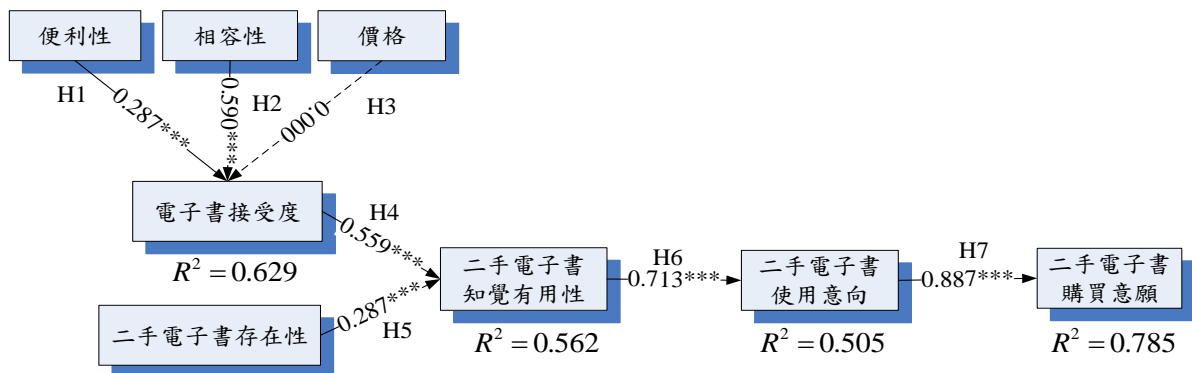 便利性
相容性
價格
H1
0.287***
0.590***
H2
0.000
H3
電子書接受度
R² = 0.629
H4
0.559***
二手電子書存在性
0.287***
H5
二手電子書
知覺有用性
R² = 0.562
H6
0.713***
二手電子書
使用意向
R² = 0.505
H7
0.887***
二手電子書
購買意願
R² = 0.785